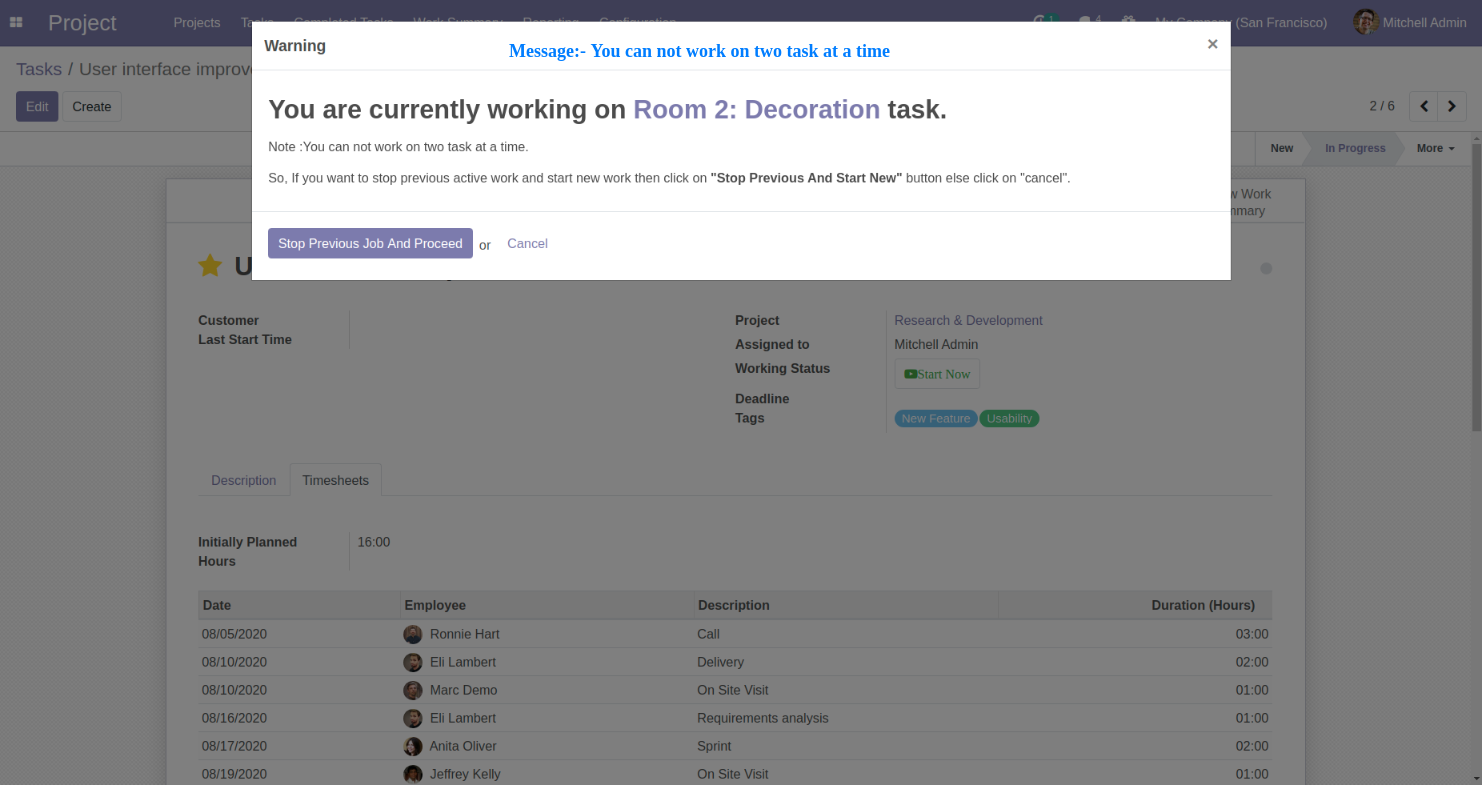 Project
Projects Tasks Completed Tasks Work Summary Reporting Configuration
1 4 My Company (San Francisco) Mitchell Admin
Warning
Message:- You can not work on two task at a time
×
Tasks / User interface improve
Edit Create
2 / 6
You are currently working on Room 2: Decoration task.
Note :You can not work on two task at a time.
So, If you want to stop previous active work and start new work then click on "Stop Previous And Start New" button else click on "cancel".
New In Progress More
Work
Stop Previous Job And Proceed or Cancel
U
Customer
Last Start Time
Project Research & Development
Assigned to Mitchell Admin
Working Status Start Now
Deadline
Tags New Feature Usability
Description Timesheets
Initially Planned Hours 16:00
Date Employee Description Duration (Hours)
08/05/2020 Ronnie Hart Call 03:00
08/10/2020 Eli Lambert Delivery 02:00
08/10/2020 Marc Demo On Site Visit 01:00
08/16/2020 Eli Lambert Requirements analysis 01:00
08/17/2020 Anita Oliver Sprint 02:00
08/19/2020 Jeffrey Kelly On Site Visit 01:00